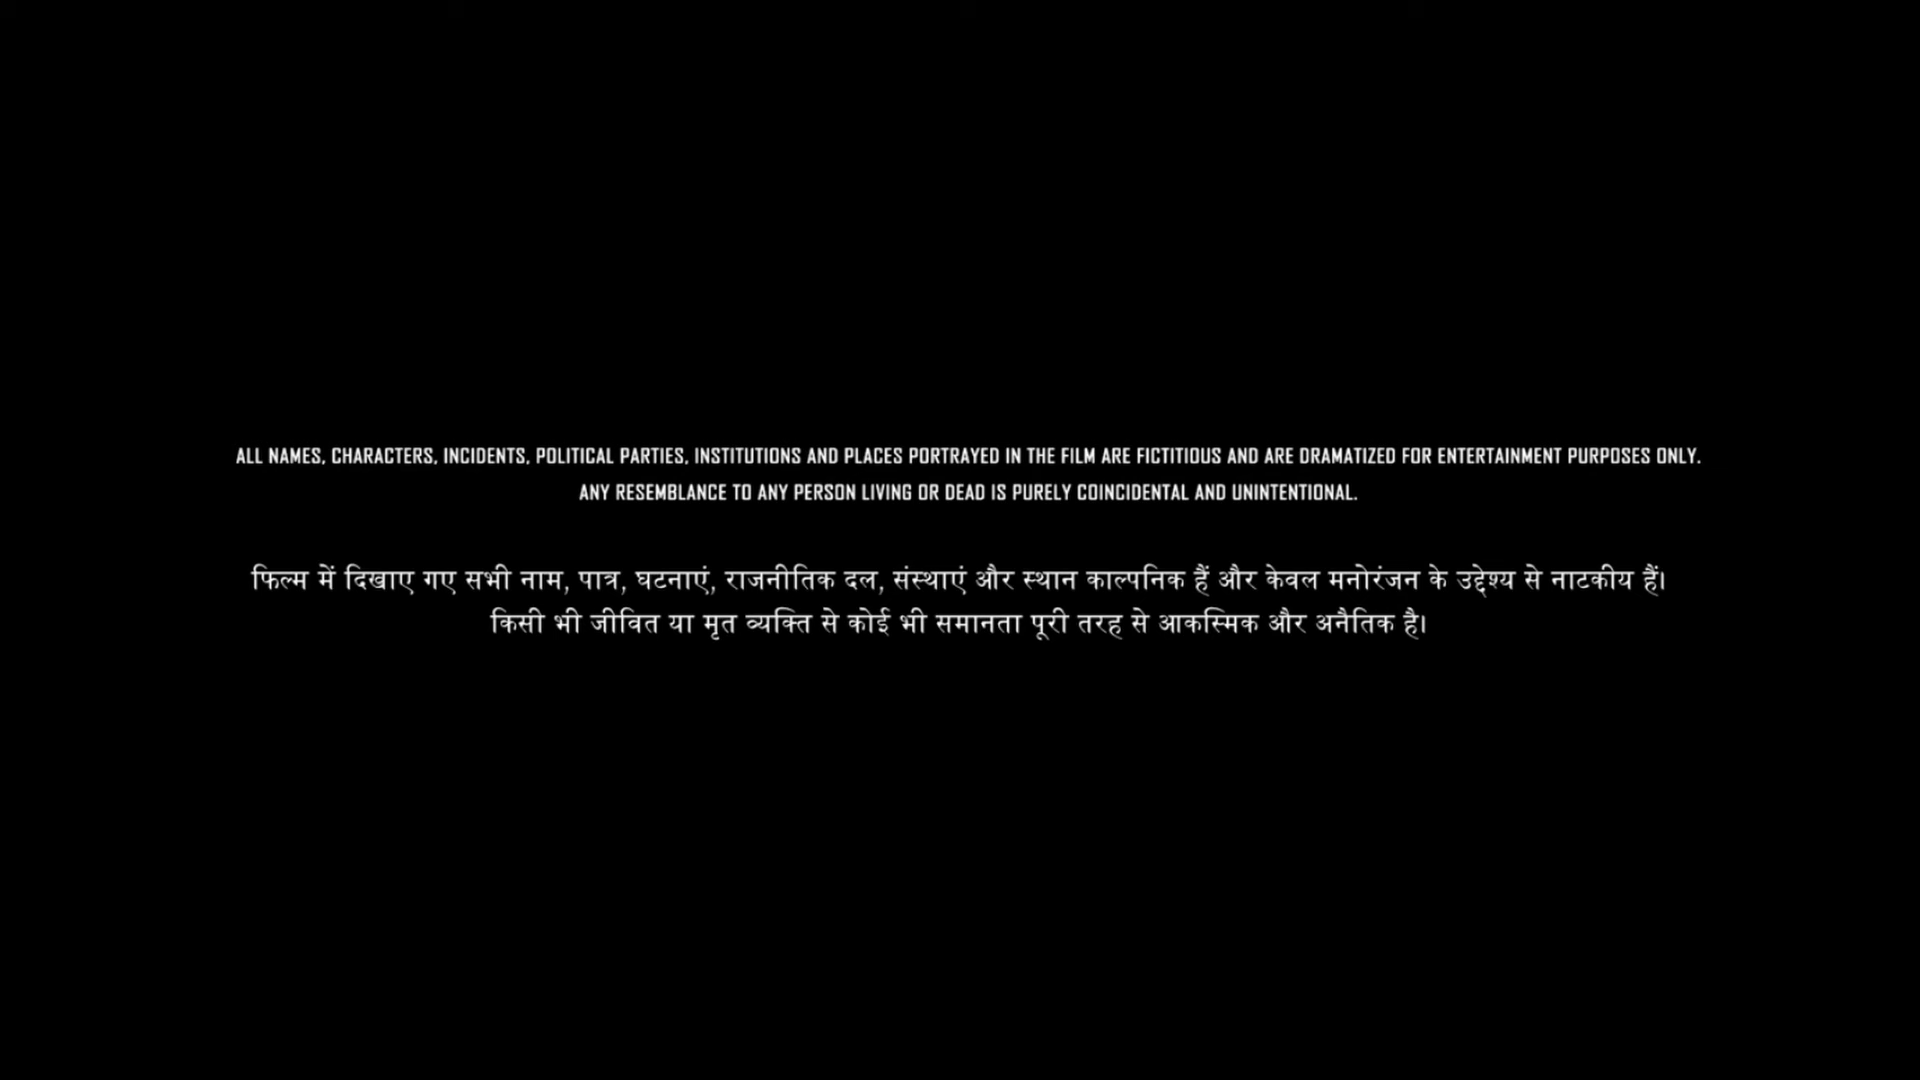 ALL NAMES, CHARACTERS, INCIDENTS, POLITICAL PARTIES, INSTITUTIONS AND PLACES PORTRAYED IN THE FILM ARE FICTITIOUS AND ARE DRAMATIZED FOR ENTERTAINMENT PURPOSES ONLY.
ANY RESEMBLANCE TO ANY PERSON LIVING OR DEAD IS PURELY COINCIDENTAL AND UNINTENTIONAL.
फिल्म में दिखाए गए सभी नाम, पात्र, घटनाएं, राजनीतिक दल, संस्थाएं और स्थान काल्पनिक हैं और केवल मनोरंजन के उद्देश्य से नाटकीय हैं।
किसी भी जीवित या मृत व्यक्ति से कोई भी समानता पूरी तरह से आकस्मिक और अनैतिक है।